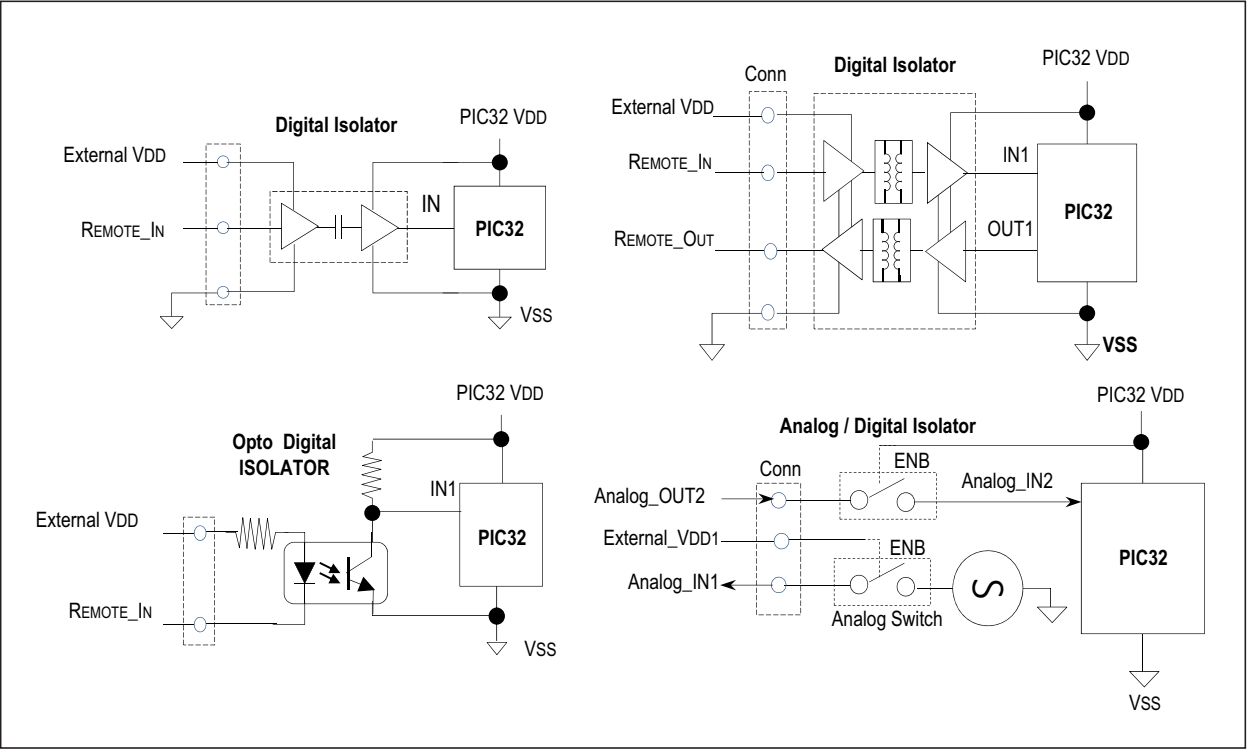 Digital Isolator
PIC32 VDD
External VDD
REMOTE_IN
IN
PIC32
VSS
Conn
Digital Isolator
PIC32 VDD
External VDD
REMOTE_IN
IN1
PIC32
REMOTE_OUT
OUT1
VSS
PIC32 VDD
Opto Digital
ISOLATOR
IN1
External VDD
PIC32
REMOTE_IN
VSS
PIC32 VDD
Analog / Digital Isolator
Conn
ENB
Analog_IN2
Analog_OUT2
External_VDD1
ENB
PIC32
Analog_IN1
Analog Switch
S
VSS